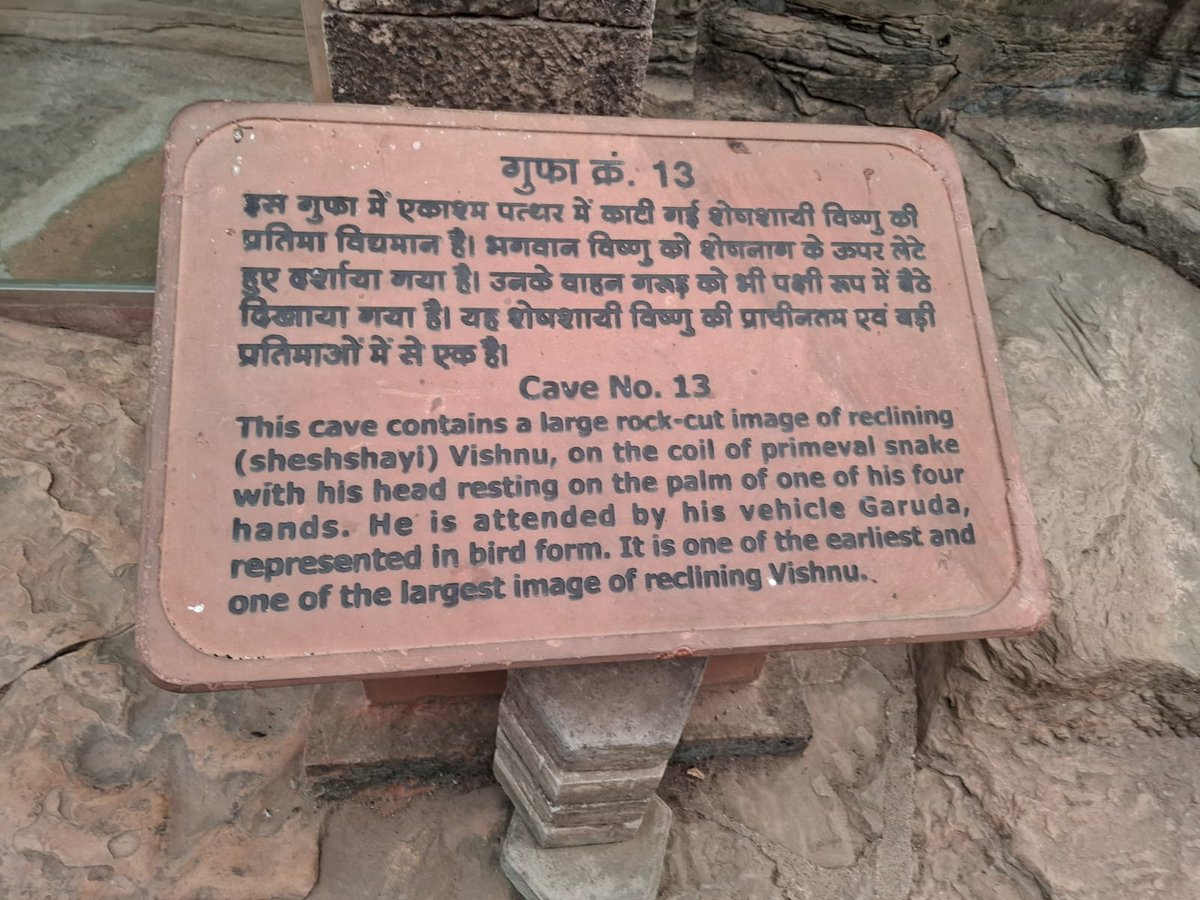 गुफा क्रं. 13
इस गुफा में एकाश्म पत्थर में काटी गई शेषशायी विष्णु की
प्रतिमा विद्यमान है। भगवान विष्णु को शेषनाग के ऊपर लेटे
हुए दर्शाया गया है। उनके वाहन गरूड़ को भी पक्षी रूप में बैठे
दिखाया गया है। यह शेषशायी विष्णु की प्राचीनतम एवं बड़ी
प्रतिमाओं में से एक है।
Cave No. 13
This cave contains a large rock-cut image of reclining
(sheshshayi) Vishnu, on the coil of primeval snake
with his head resting on the palm of one of his four
hands. He is attended by his vehicle Garuda,
represented in bird form. It is one of the earliest and
one of the largest image of reclining Vishnu.